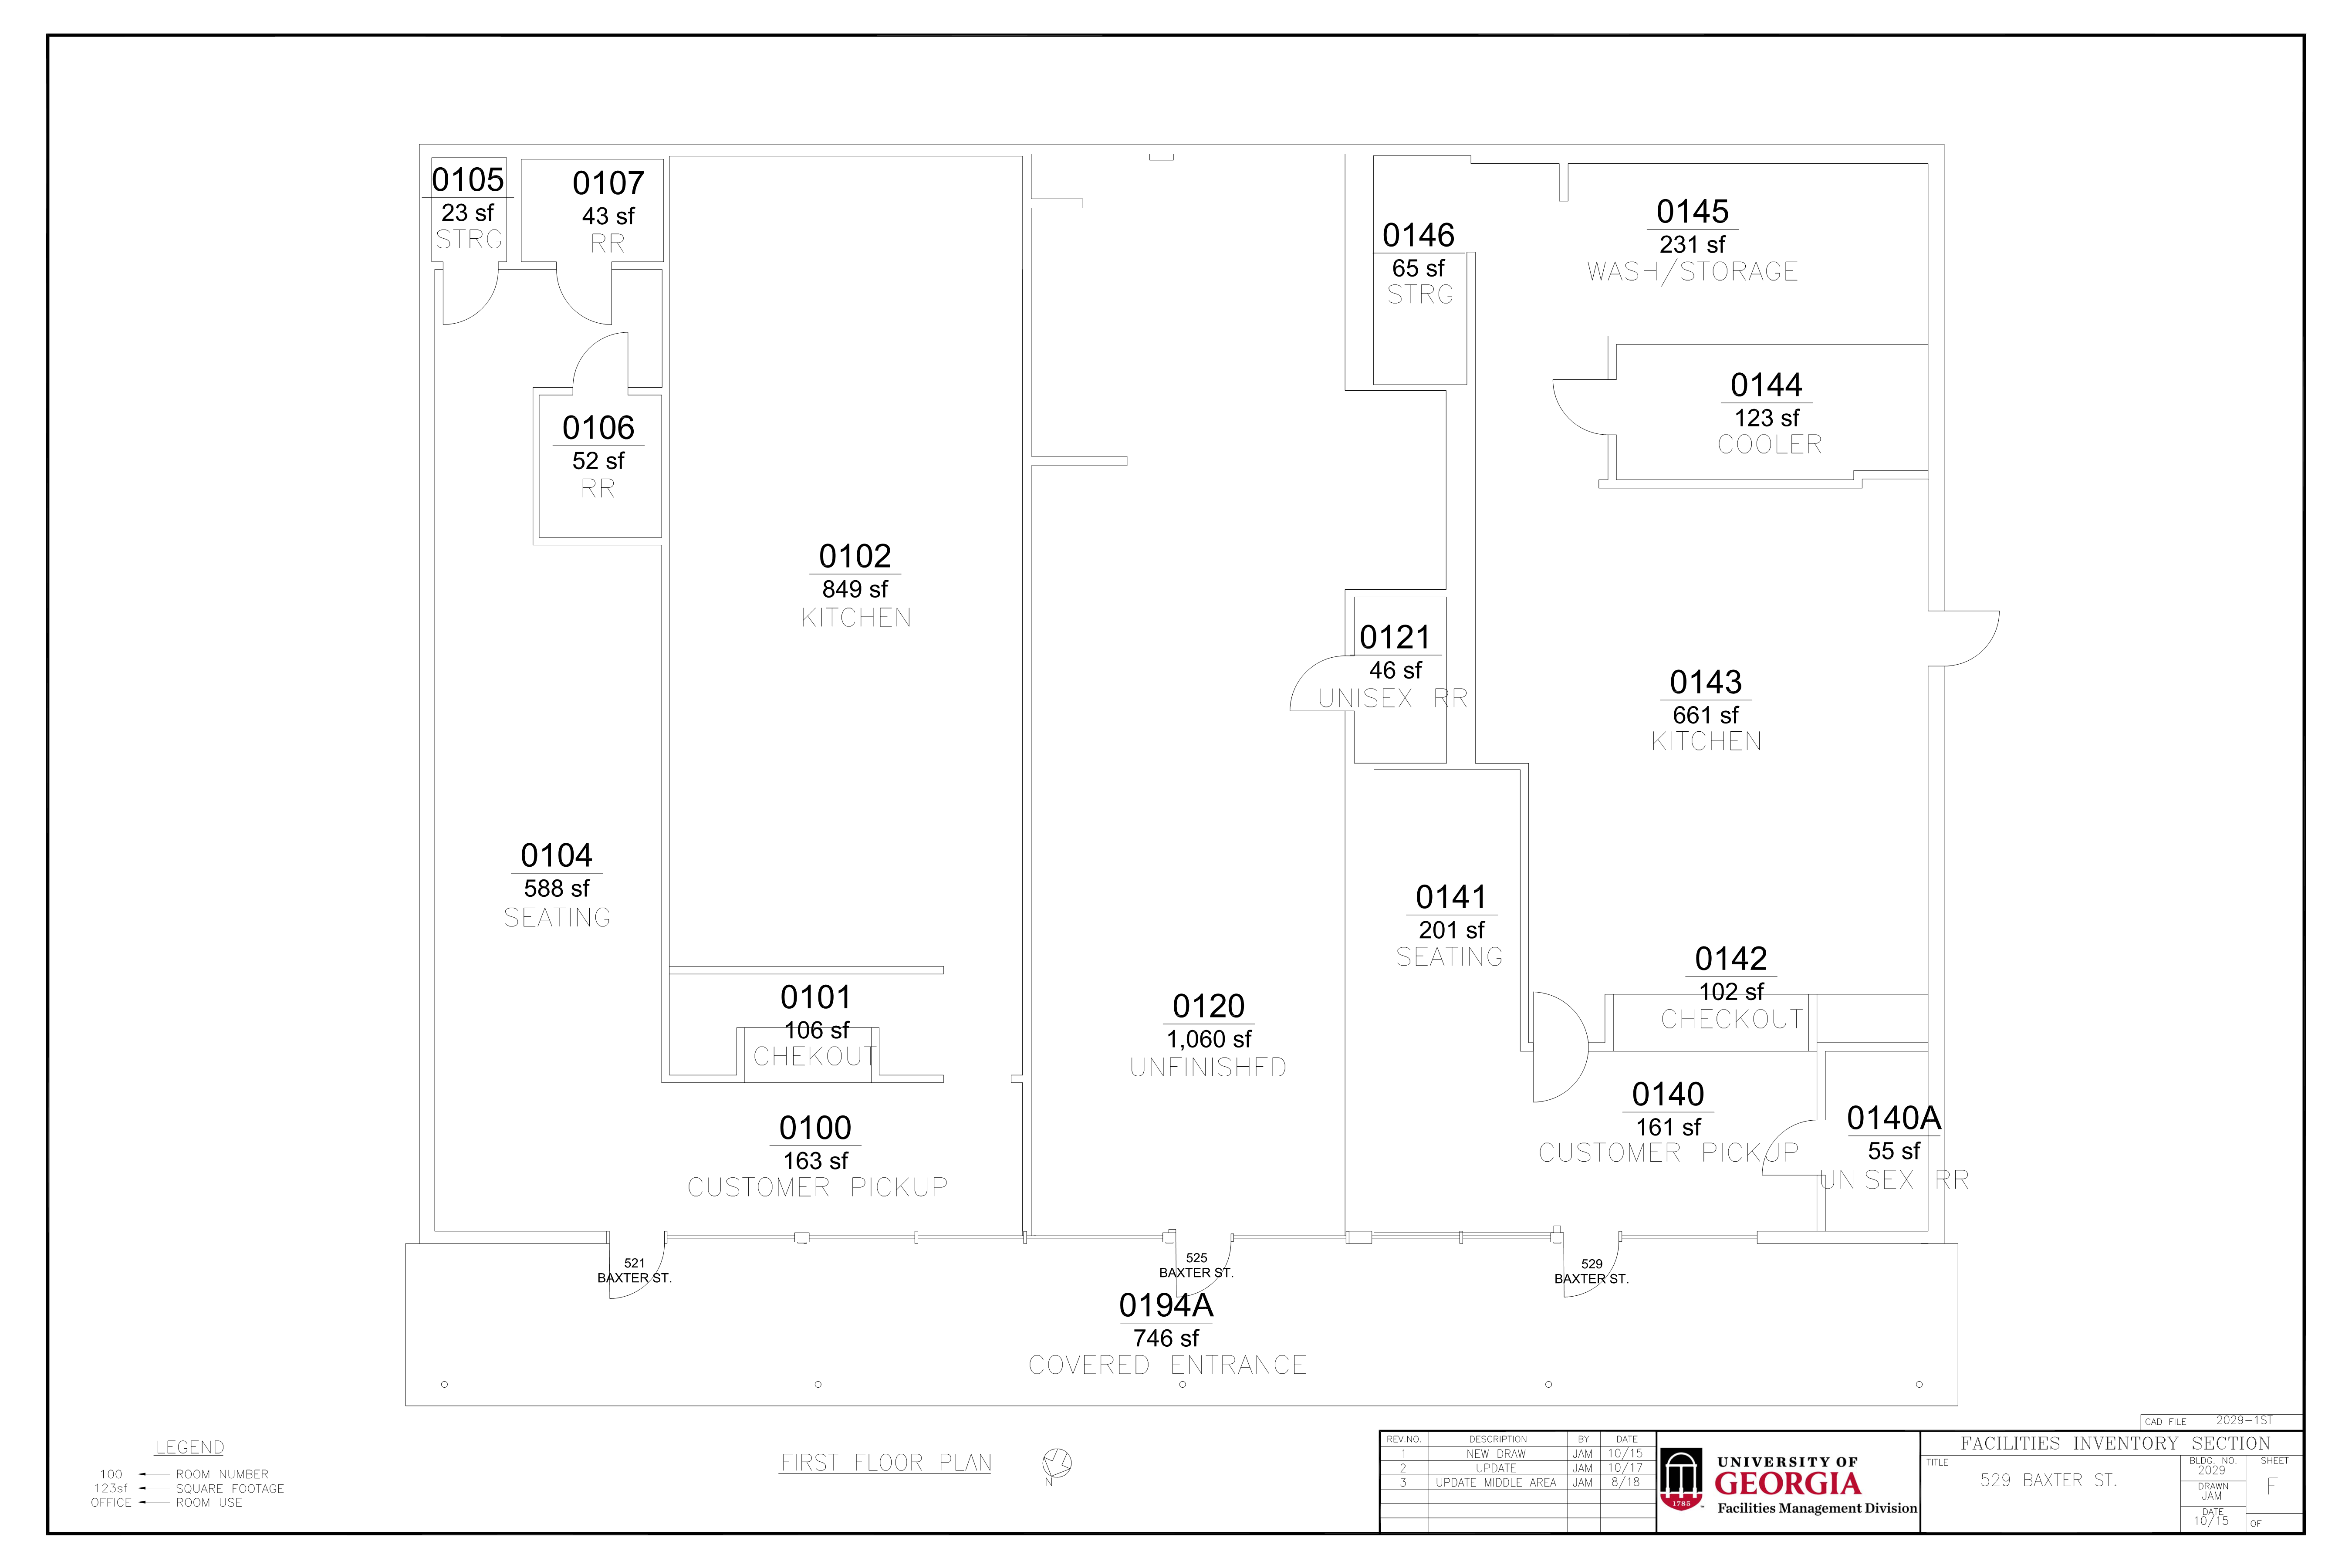 0105
23 sf
STRG
0107
43 sf
RR
0106
52 sf
RR
0102
849 sf
KITCHEN
0104
588 sf
SEATING
0101
106 sf
CHEKOUT
0100
163 sf
CUSTOMER PICKUP
0120
1,060 sf
UNFINISHED
0121
46 sf
UNISEX RR
0146
65 sf
STRG
0145
231 sf
WASH/STORAGE
0144
123 sf
COOLER
0143
661 sf
KITCHEN
0141
201 sf
SEATING
0142
102 sf
CHECKOUT
0140
161 sf
CUSTOMER PICKUP
0140A
55 sf
UNISEX RR
521
BAXTER ST.
525
BAXTER ST.
529
BAXTER ST.
0194A
746 sf
COVERED ENTRANCE
LEGEND
100 ROOM NUMBER
123sf SQUARE FOOTAGE
OFFICE ROOM USE
FIRST FLOOR PLAN
N
CAD FILE 2029-1ST
REV.NO. DESCRIPTION BY DATE
1 NEW DRAW JAM 10/15
2 UPDATE JAM 10/17
3 UPDATE MIDDLE AREA JAM 8/18
1785
UNIVERSITY OF
GEORGIA
Facilities Management Division
FACILITIES INVENTORY SECTION
TITLE
529 BAXTER ST.
BLDG. NO.
2029
DRAWN
JAM
DATE
10/15
SHEET
F
OF